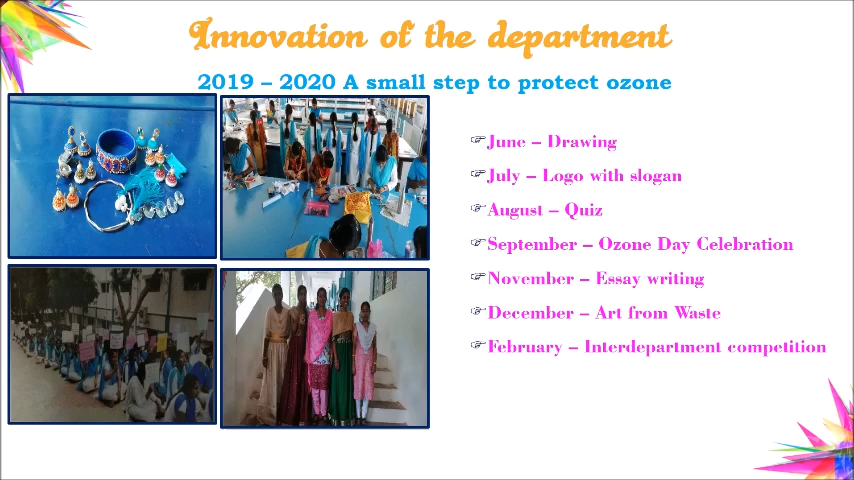 Innovation of the department
2019 – 2020 A small step to protect ozone
☞June – Drawing
☞July – Logo with slogan
☞August – Quiz
☞September – Ozone Day Celebration
☞November – Essay writing
☞December – Art from Waste
☞February – Interdepartment competition